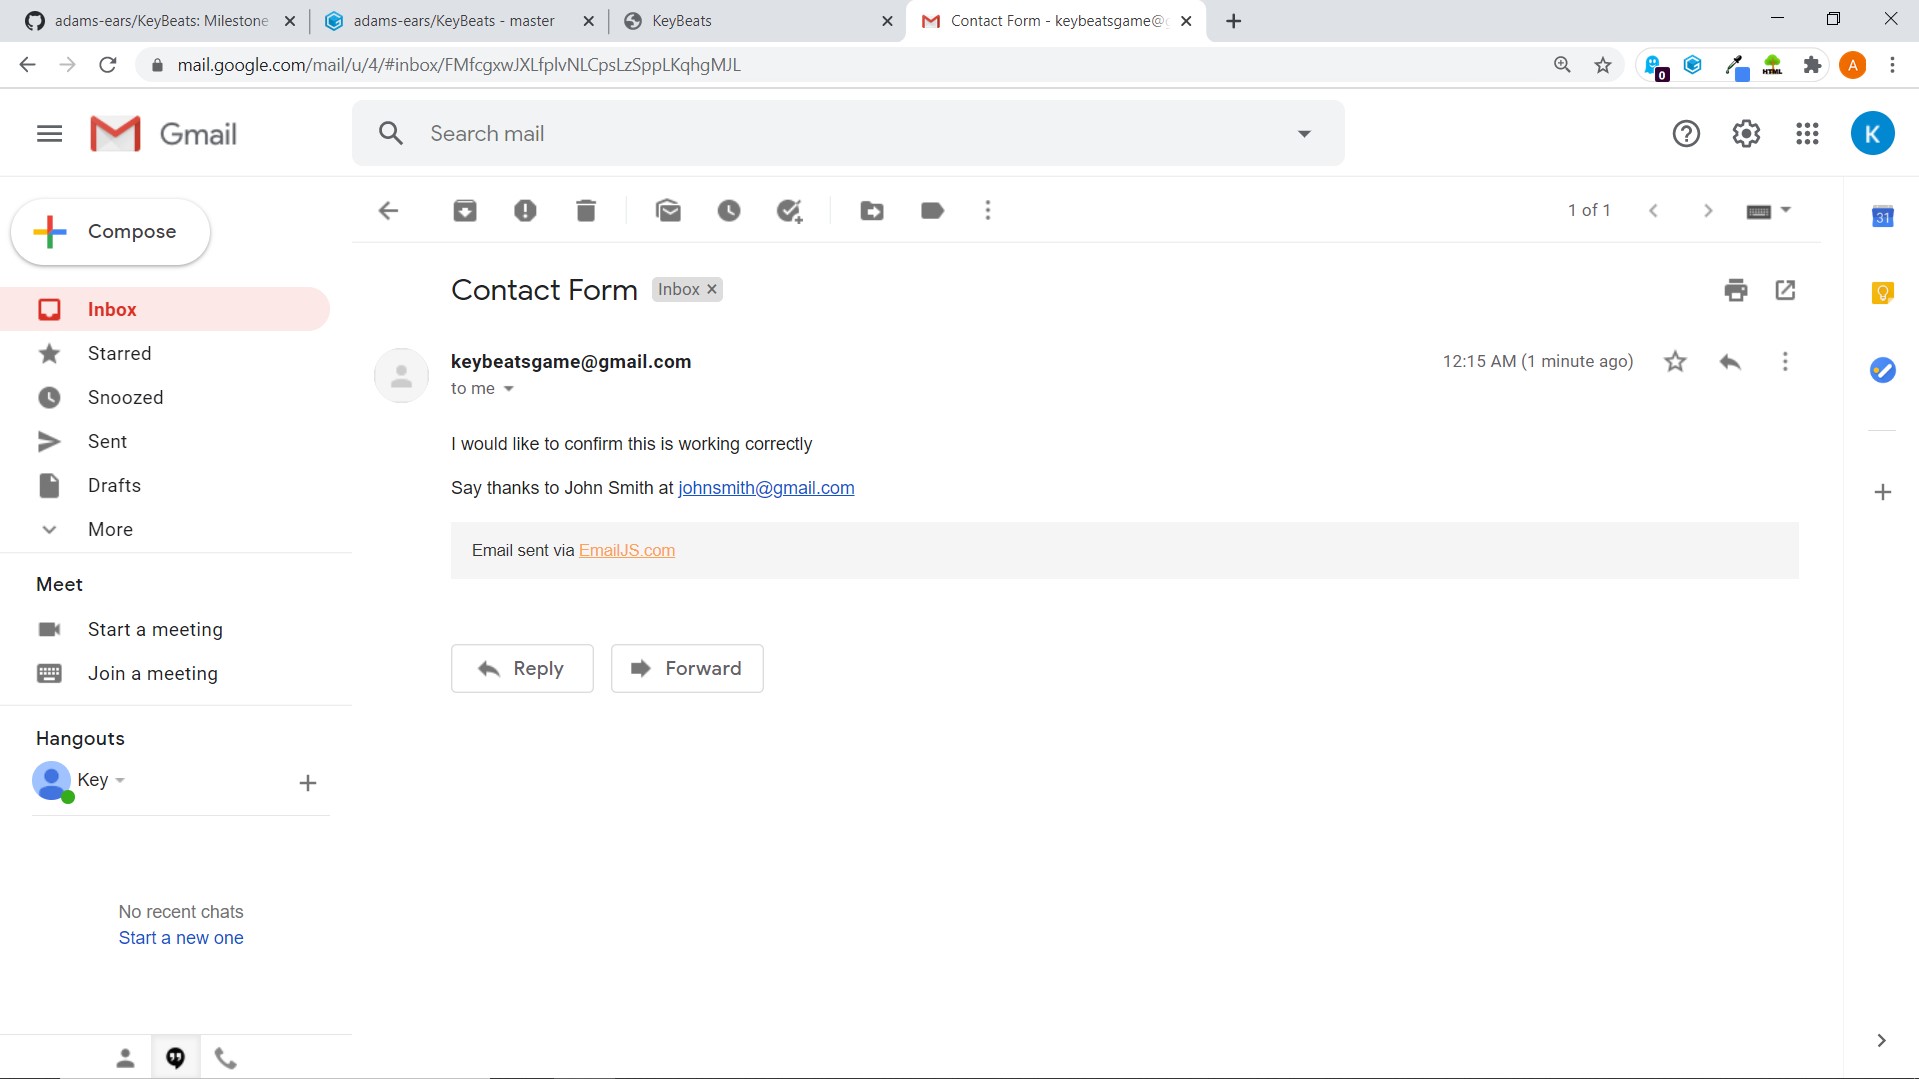 adams-ears/KeyBeats: Milestone
adams-ears/KeyBeats - master
KeyBeats
Contact Form - keybeatsgame@g
mail.google.com/mail/u/4/#inbox/FMfcgxwJXLfplvNLCpsLzSppLKqhgMJL
0
HTML
A
Gmail
Search mail
K
Compose
1 of 1
31
Contact Form
Inbox
Inbox
Starred
keybeatsgame@gmail.com
12:15 AM (1 minute ago)
to me
Snoozed
Sent
I would like to confirm this is working correctly
Drafts
Say thanks to John Smith at johnsmith@gmail.com
More
Email sent via EmailJS.com
Meet
Start a meeting
Join a meeting
Reply
Forward
Hangouts
Key
No recent chats
Start a new one